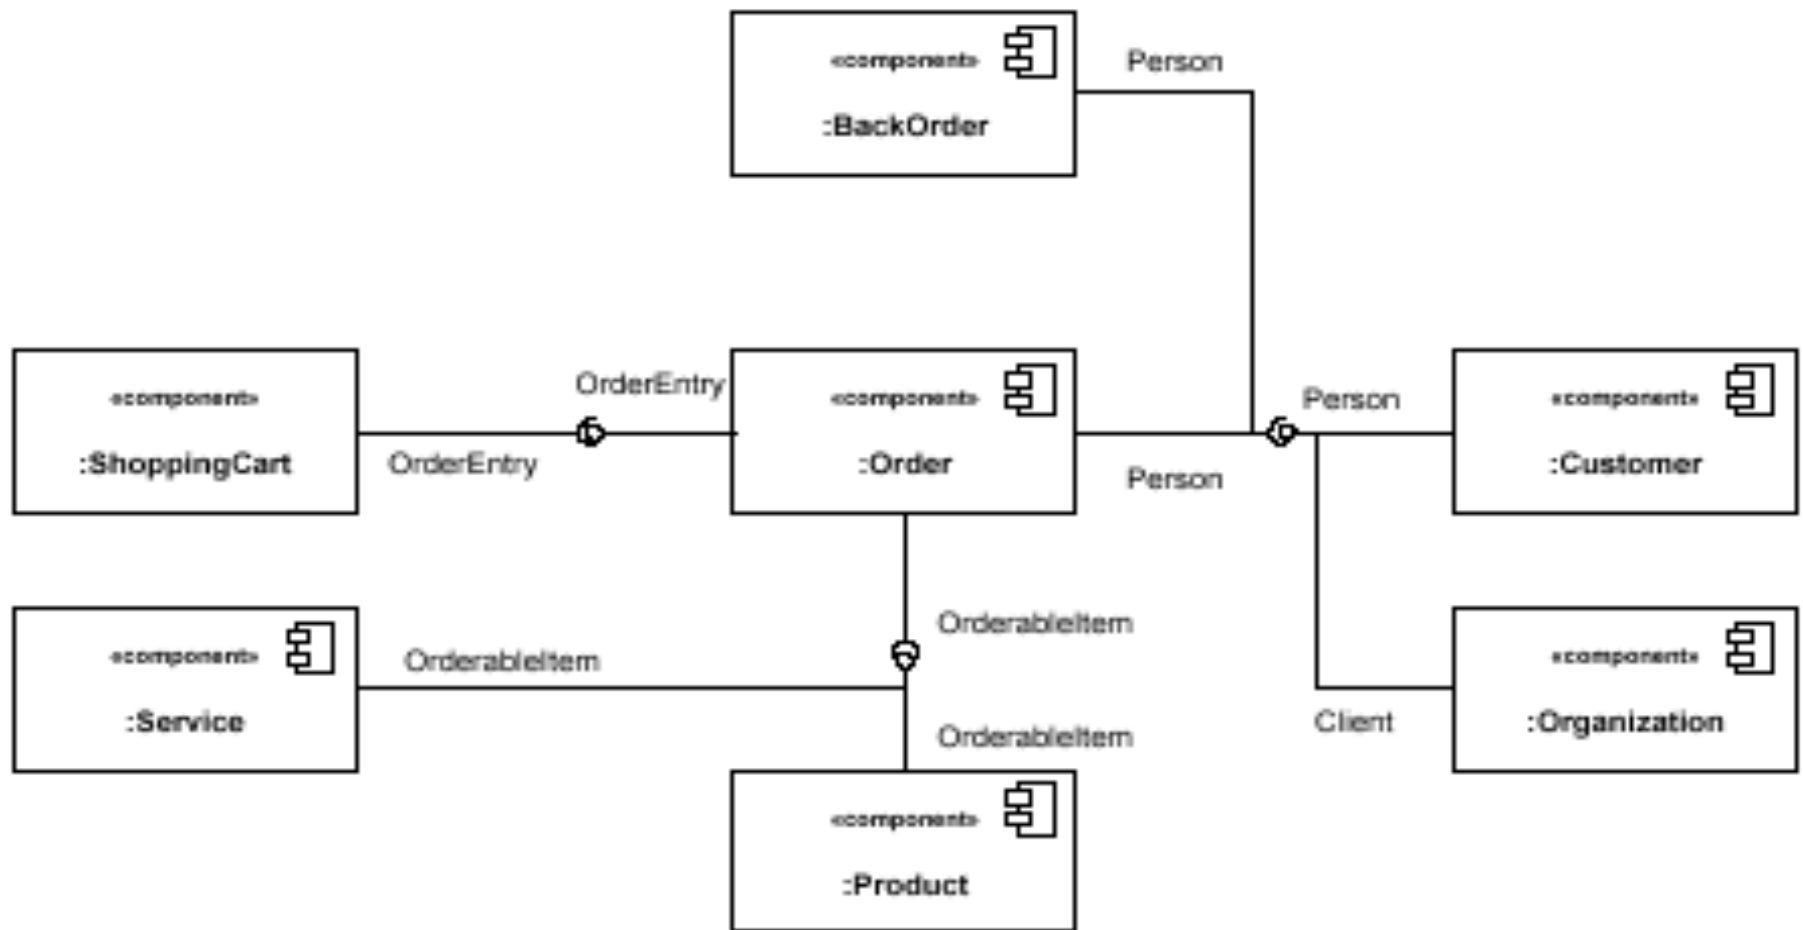 «component»
:BackOrder
Person
«component»
:ShoppingCart
OrderEntry
OrderEntry
«component»
:Order
Person
Person
«component»
:Customer
«component»
:Service
OrderableItem
OrderableItem
OrderableItem
«component»
:Product
Client
«component»
:Organization